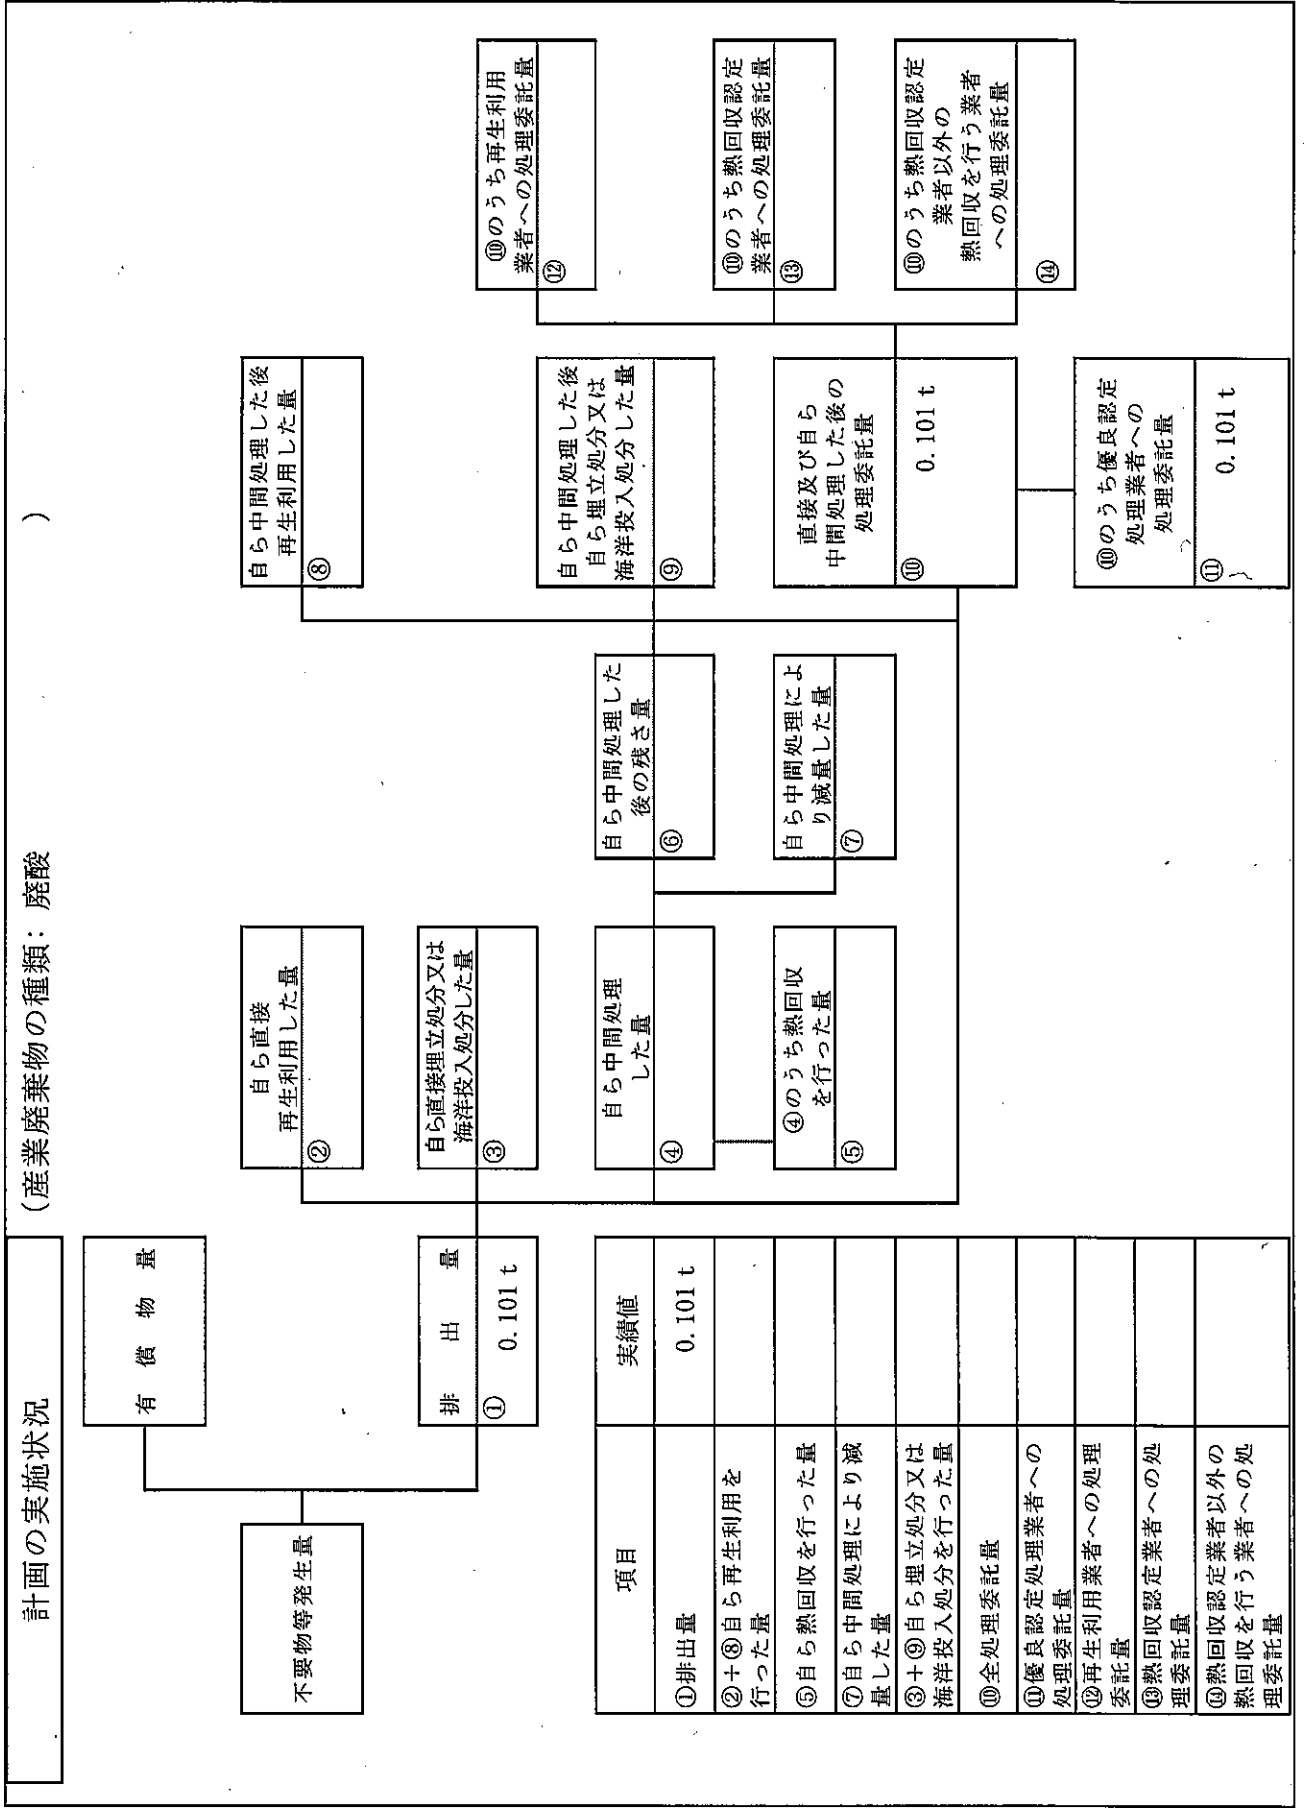 計画の実施状況
(産業廃棄物の種類: 廃酸 )
不要物等発生量
有償物量
排出量
① 0.101 t
自ら直接
再生利用した量
②
自ら直接埋立処分又は
海洋投入処分した量
③
自ら中間処理
した量
④
④のうち熱回収
を行った量
⑤
自ら中間処理した
後の残さ量
⑥
自ら中間処理によ
り減量した量
⑦
自ら中間処理した後
再生利用した量
⑧
自ら中間処理した後
自ら埋立処分又は
海洋投入処分した量
⑨
直接及び自ら
中間処理した後の
処理委託量
⑩ 0.101 t
⑩のうち優良認定
処理業者への
処理委託量
⑪ 0.101 t
⑩のうち再生利用
業者への処理委託量
⑫
⑩のうち熱回収認定
業者への処理委託量
⑬
⑩のうち熱回収認定
業者以外の
熱回収を行う業者
への処理委託量
⑭
項目 実績値
①排出量 0.101 t
②+⑧自ら再生利用を
行った量
⑤自ら熱回収を行った量
⑦自ら中間処理により減
量した量
③+⑨自ら埋立処分又は
海洋投入処分を行った量
⑩全処理委託量
⑪優良認定処理業者への
処理委託量
⑫再生利用業者への処理
委託量
⑬熱回収認定業者への処
理委託量
⑭熱回収認定業者以外の
熱回収を行う業者への処
理委託量